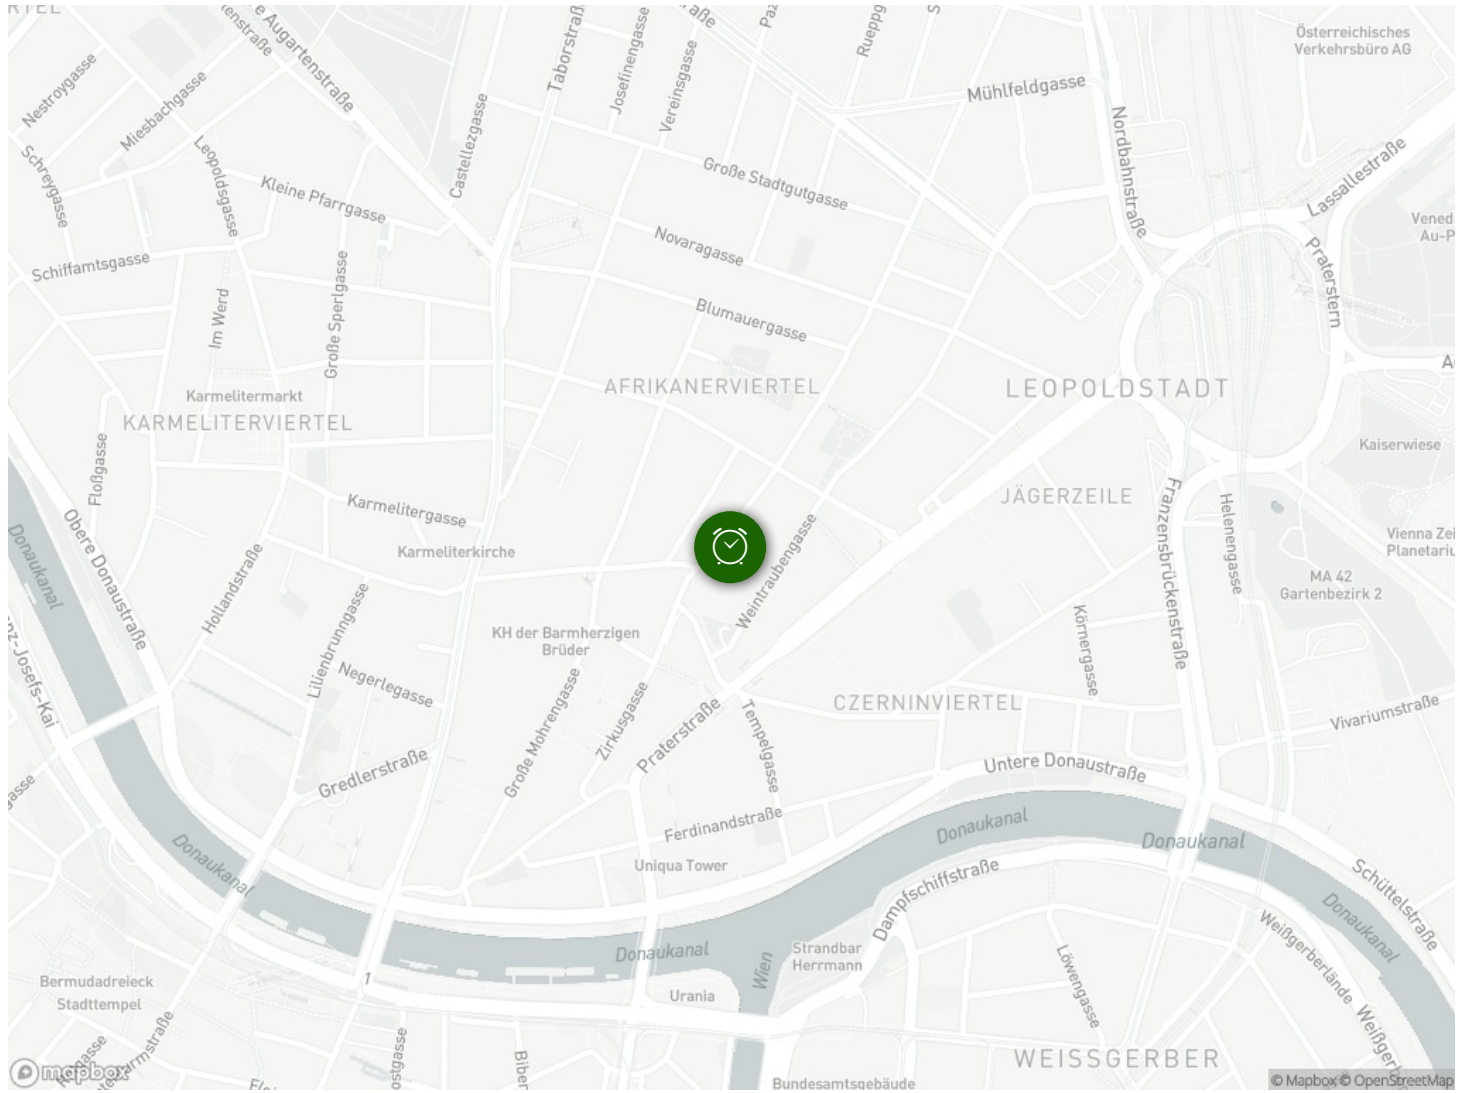 Nestroygasse
Miesbachgasse
Schreygasse
Leopoldsgasse
Kleine Pfarrgasse
Schiffamtsgasse
Im Werd
Große Sperlgasse
Castellezgasse
Josefinengasse
Vereinsgasse
Mühlfeldgasse
Österreichisches
Verkehrsbüro AG
Nordbahnstraße
Lassallestraße
Große Stadtgutgasse
Novaragasse
Blumauergasse
Praterstern
Karmelitermarkt
KARMELITERVIERTEL
AFRIKANERVIERTEL
LEOPOLDSTADT
Kaiserwiese
Floßgasse
Karmelitergasse
Karmeliterkirche
JÄGERZEILE
Franzensbrückenstraße
Helenengasse
MA 42
Gartenbezirk 2
Donaukanal
Obere Donaustraße
Hollandstraße
Lilienbrunngasse
Negerlegasse
Gredlerstraße
KH der Barmherzigen
Brüder
Weintraubengasse
Große Mohrengasse
Zirkusgasse
Praterstraße
Tempelgasse
CZERNINVIERTEL
Körnergasse
Vivariumstraße
Untere Donaustraße
Ferdinandstraße
Uniqua Tower
Donaukanal
Donaukanal
Donaukanal
Donaukanal
Donaukanal
Dampfschiffstraße
Schüttelstraße
Strandbar
Herrmann
Wien
Urania
Löwengasse
Weißgerberlände
Bermudadreieck
Stadttempel
1
WEISSGERBER
Bundesamtsgebäude
mapbox
© Mapbox © OpenStreetMap